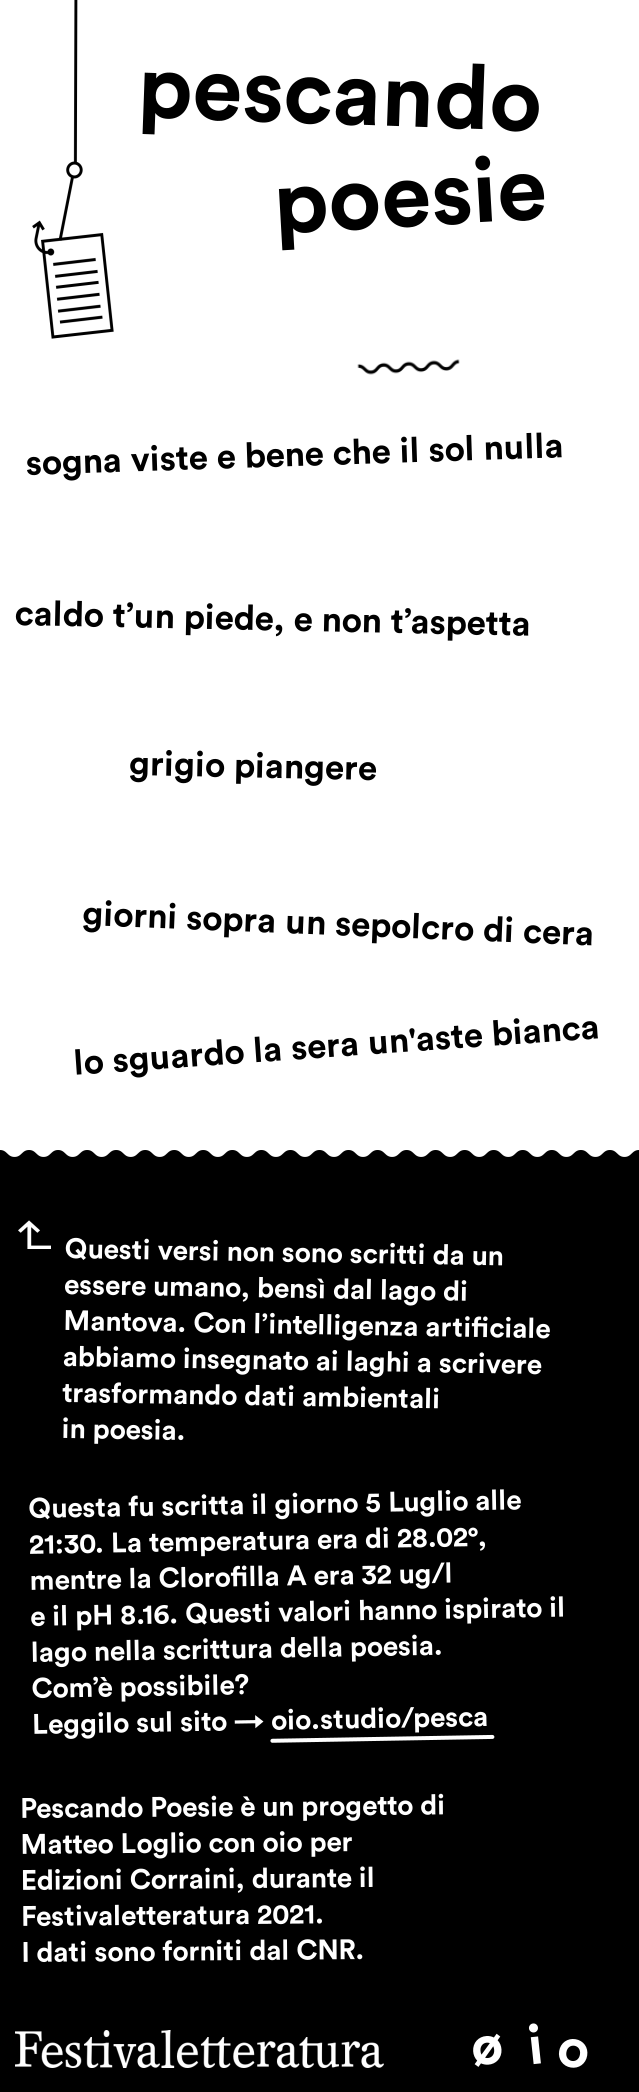 pescando
poesie
sogna viste e bene che il sol nulla
caldo t’un piede, e non t’aspetta
grigio piangere
giorni sopra un sepolcro di cera
lo sguardo la sera un'aste bianca
Questi versi non sono scritti da un
essere umano, bensì dal lago di
Mantova. Con l’intelligenza artificiale
abbiamo insegnato ai laghi a scrivere
trasformando dati ambientali
in poesia.
Questa fu scritta il giorno 5 Luglio alle
21:30. La temperatura era di 28.02°,
mentre la Clorofilla A era 32 ug/l
e il pH 8.16. Questi valori hanno ispirato il
lago nella scrittura della poesia.
Com’è possibile?
Leggilo sul sito → oio.studio/pesca
Pescando Poesie è un progetto di
Matteo Loglio con oio per
Edizioni Corraini, durante il
Festivaletteratura 2021.
I dati sono forniti dal CNR.
Festivaletteratura øio